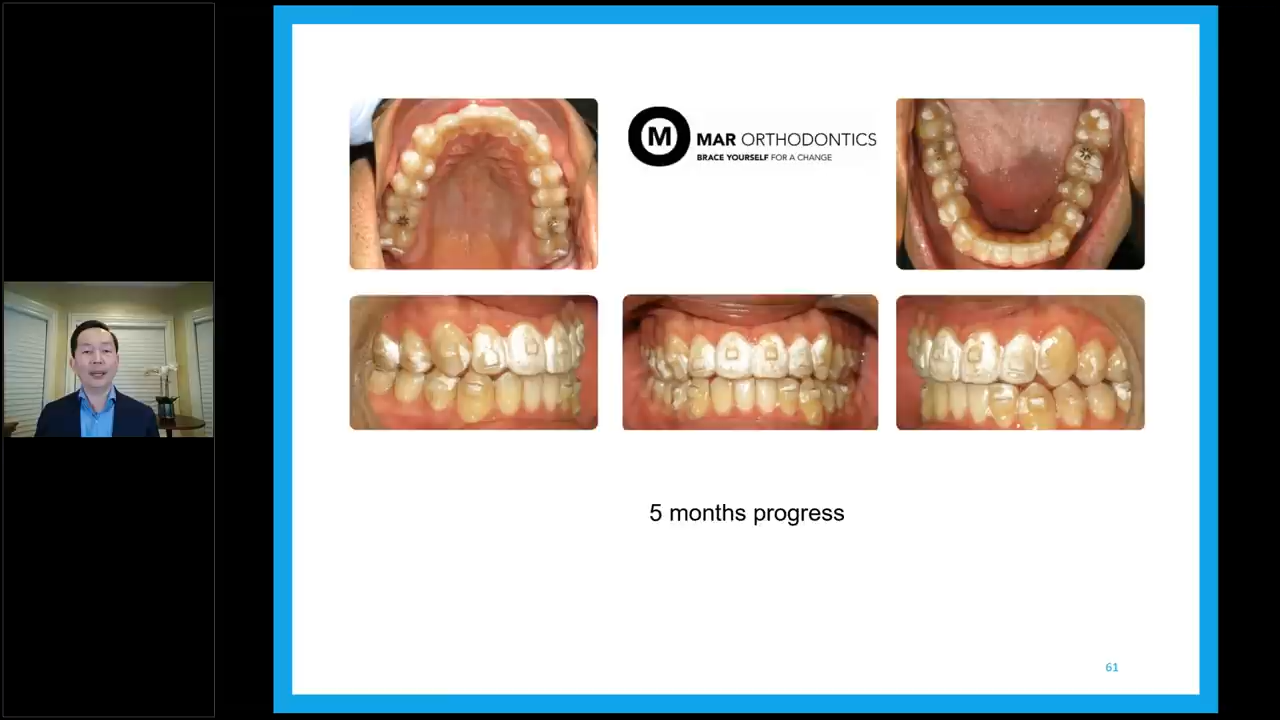 M
MAR ORTHODONTICS
BRACE YOURSELF FOR A CHANGE
5 months progress
61